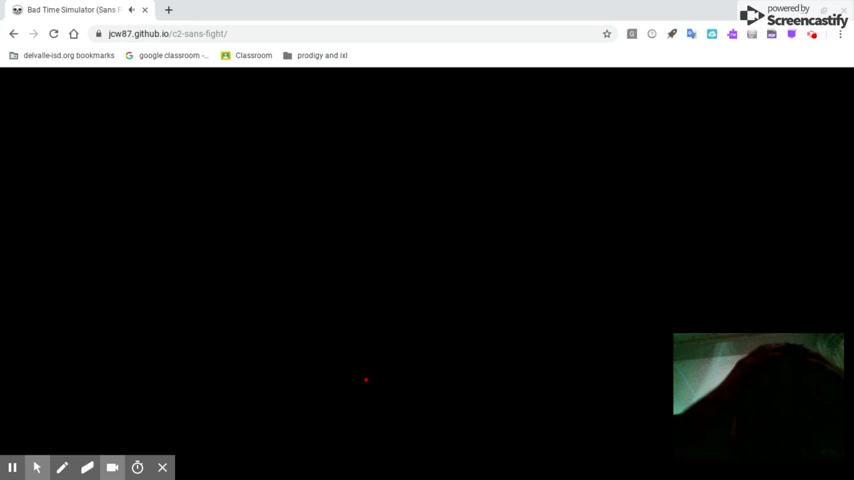 Bad Time Simulator (Sans F
powered by
Screencastify
jcw87.github.io/c2-sans-fight/
delvalle-isd.org bookmarks
google classroom -...
Classroom
prodigy and ixl